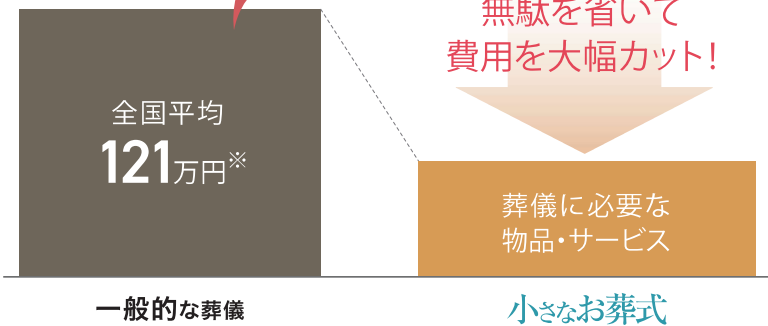 無駄を省いて
費用を大幅カット!
全国平均
121万円※
葬儀に必要な
物品・サービス
一般的な葬儀
小さなお葬式